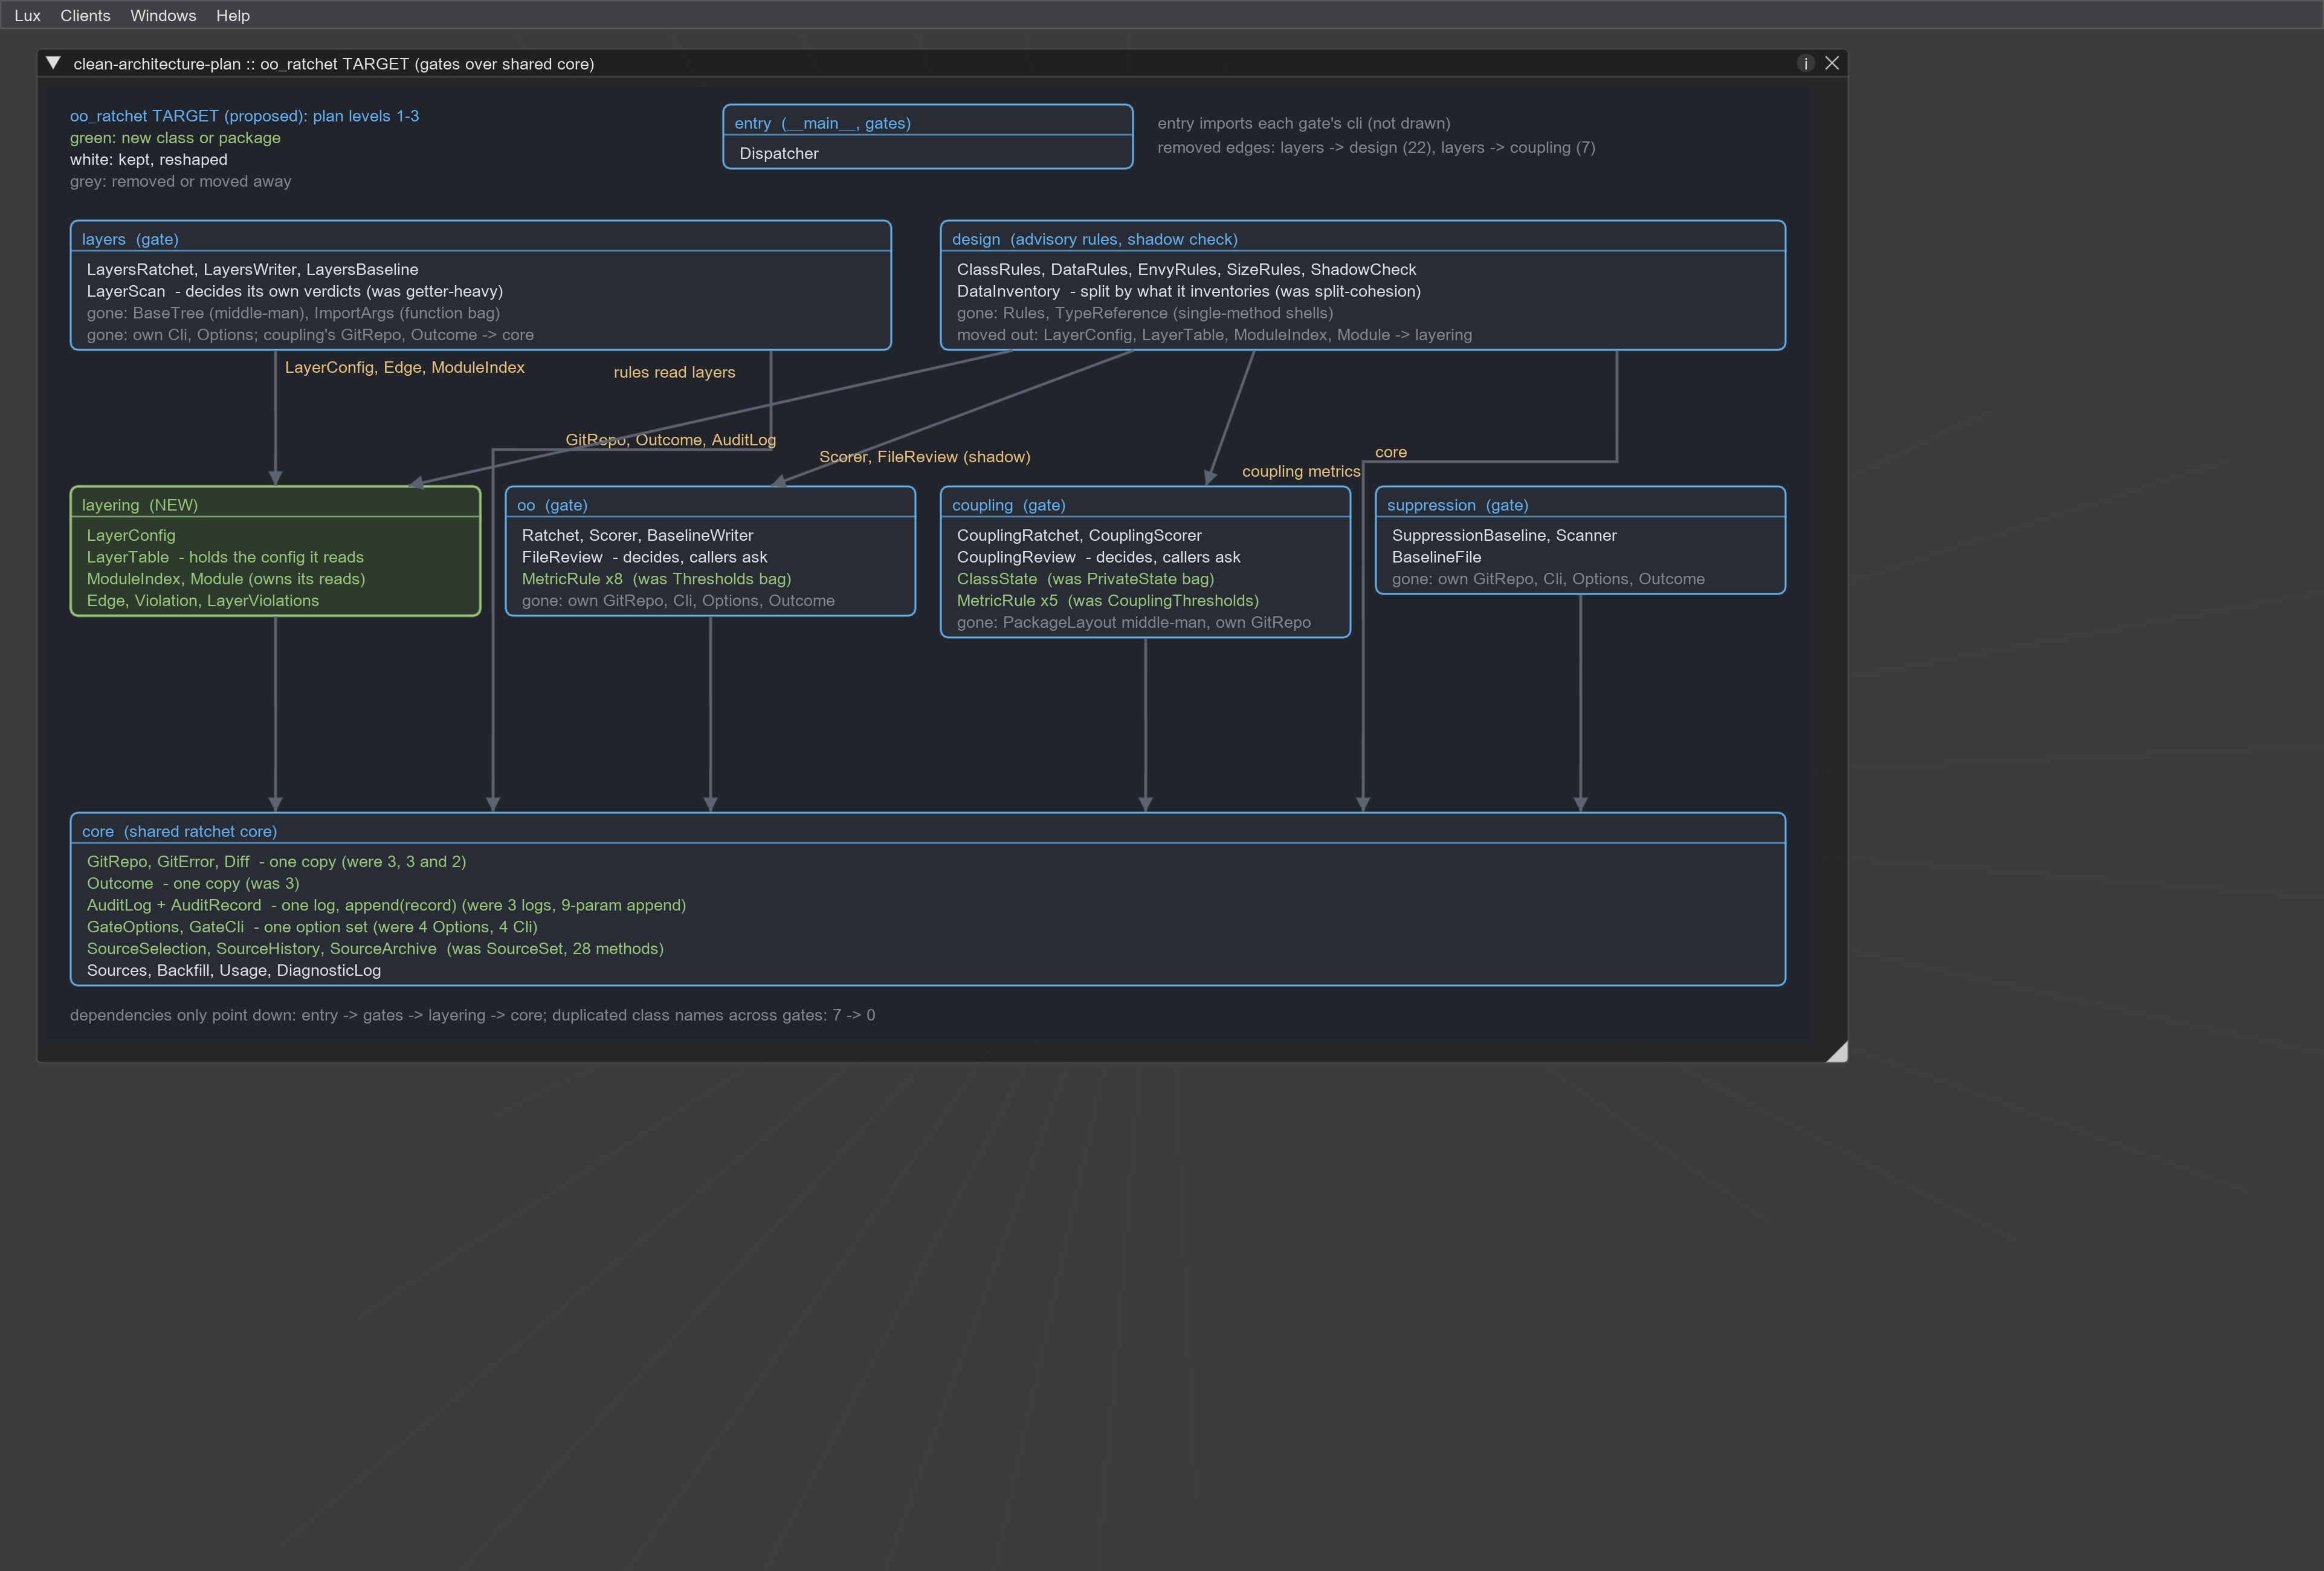 Lux Clients Windows Help
clean-architecture-plan :: oo_ratchet TARGET (gates over shared core)
i
oo_ratchet TARGET (proposed): plan levels 1-3
green: new class or package
white: kept, reshaped
grey: removed or moved away
entry (__main__, gates)
Dispatcher
entry imports each gate's cli (not drawn)
removed edges: layers -> design (22), layers -> coupling (7)
layers (gate)
LayersRatchet, LayersWriter, LayersBaseline
LayerScan - decides its own verdicts (was getter-heavy)
gone: BaseTree (middle-man), ImportArgs (function bag)
gone: own Cli, Options; coupling's GitRepo, Outcome -> core
design (advisory rules, shadow check)
ClassRules, DataRules, EnvyRules, SizeRules, ShadowCheck
DataInventory - split by what it inventories (was split-cohesion)
gone: Rules, TypeReference (single-method shells)
moved out: LayerConfig, LayerTable, ModuleIndex, Module -> layering
LayerConfig, Edge, ModuleIndex
rules read layers
GitRepo, Outcome, AuditLog
Scorer, FileReview (shadow)
coupling metrics
core
layering (NEW)
LayerConfig
LayerTable - holds the config it reads
ModuleIndex, Module (owns its reads)
Edge, Violation, LayerViolations
oo (gate)
Ratchet, Scorer, BaselineWriter
FileReview - decides, callers ask
MetricRule x8 (was Thresholds bag)
gone: own GitRepo, Cli, Options, Outcome
coupling (gate)
CouplingRatchet, CouplingScorer
CouplingReview - decides, callers ask
ClassState (was PrivateState bag)
MetricRule x5 (was CouplingThresholds)
gone: PackageLayout middle-man, own GitRepo
suppression (gate)
SuppressionBaseline, Scanner
BaselineFile
gone: own GitRepo, Cli, Options, Outcome
core (shared ratchet core)
GitRepo, GitError, Diff - one copy (were 3, 3 and 2)
Outcome - one copy (was 3)
AuditLog + AuditRecord - one log, append(record) (were 3 logs, 9-param append)
GateOptions, GateCli - one option set (were 4 Options, 4 Cli)
SourceSelection, SourceHistory, SourceArchive (was SourceSet, 28 methods)
Sources, Backfill, Usage, DiagnosticLog
dependencies only point down: entry -> gates -> layering -> core; duplicated class names across gates: 7 -> 0